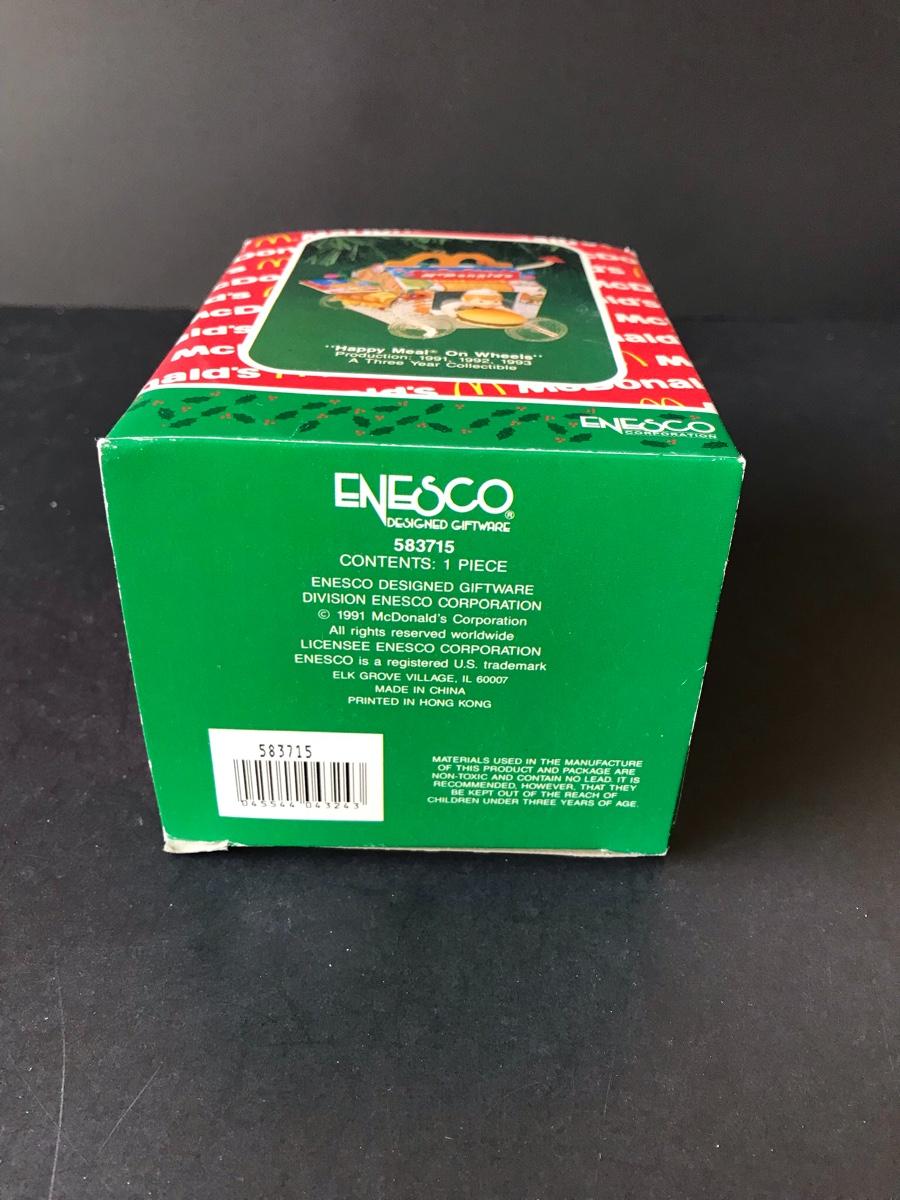 McDonald's
"Happy Meal® On Wheels"
Production: 1991, 1992, 1993
A Three Year Collectible
ENESCO
CORPORATION
ENESCO®
DESIGNED GIFTWARE
583715
CONTENTS: 1 PIECE
ENESCO DESIGNED GIFTWARE
DIVISION ENESCO CORPORATION
© 1991 McDonald's Corporation
All rights reserved worldwide
LICENSEE ENESCO CORPORATION
ENESCO is a registered U.S. trademark
ELK GROVE VILLAGE, IL 60007
MADE IN CHINA
PRINTED IN HONG KONG
583715
045544 043243
MATERIALS USED IN THE MANUFACTURE
OF THIS PRODUCT AND PACKAGE ARE
NON-TOXIC AND CONTAIN NO LEAD. IT IS
RECOMMENDED, HOWEVER, THAT THEY
BE KEPT OUT OF THE REACH OF
CHILDREN UNDER THREE YEARS OF AGE.